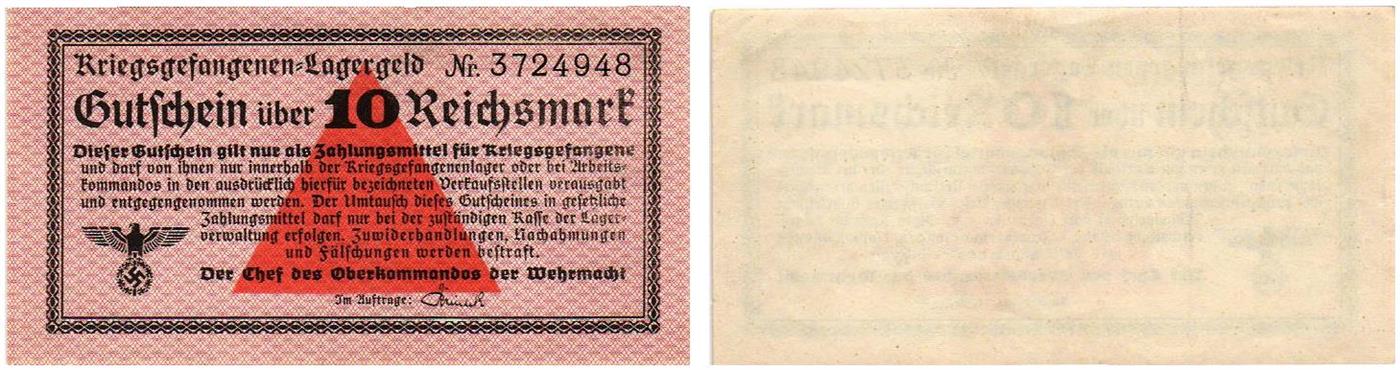 Kriegsgefangenen-Lagergeld Nr. 3724948
Gutschein über 10 Reichsmark
Dieser Gutschein gilt nur als Zahlungsmittel für Kriegsgefangene
und darf von ihnen nur innerhalb der Kriegsgefangenenlager oder bei Arbeits-
kommandos in den ausdrücklich hierfür bezeichneten Verkaufsstellen verausgabt
und entgegengenommen werden. Der Umtausch dieses Gutscheines in gesetzliche
Zahlungsmittel darf nur bei der zuständigen Kasse der Lager-
verwaltung erfolgen. Zuwiderhandlungen, Nachahmungen
und Fälschungen werden bestraft.
Der Chef des Oberkommandos der Wehrmacht
Im Auftrage: